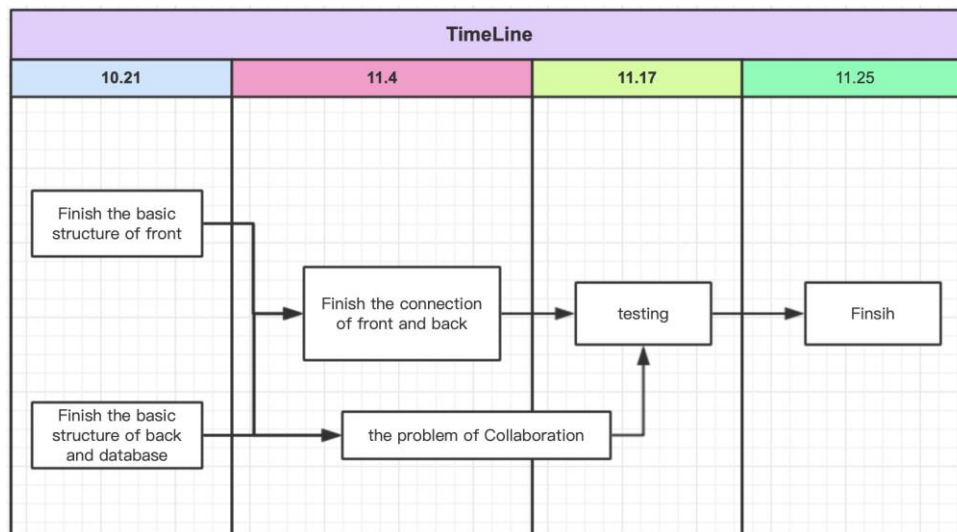 TimeLine
10.21
11.4
11.17
11.25
Finish the basic
structure of front
Finish the connection
of front and back
testing
Finsih
Finish the basic
structure of back
and database
the problem of Collaboration